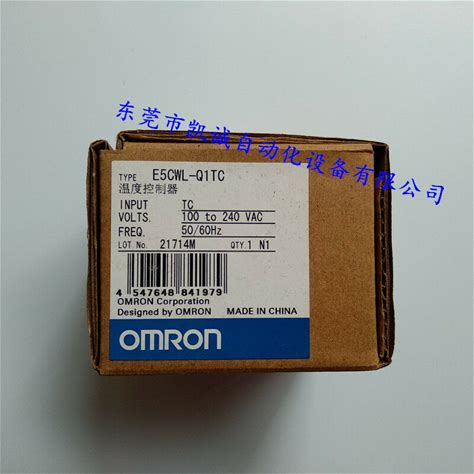 东莞市凯诚自动化设备有限公司
TYPE E5CWL-Q1TC
温度控制器
INPUT TC
VOLTS. 100 to 240 VAC
FREQ. 50/60Hz
LOT No. 21714M QTY.1 N1
4 547648 841979
OMRON Corporation
Designed by OMRON MADE IN CHINA
OMRON